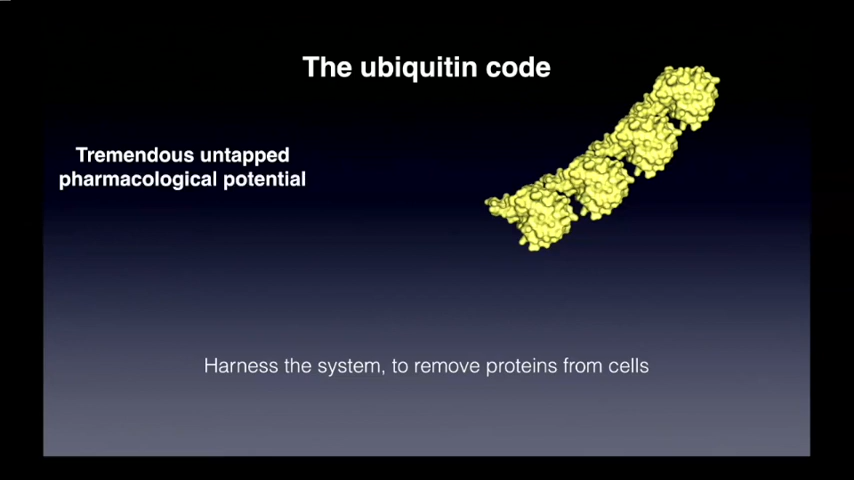 The ubiquitin code
Tremendous untapped
pharmacological potential
Harness the system, to remove proteins from cells